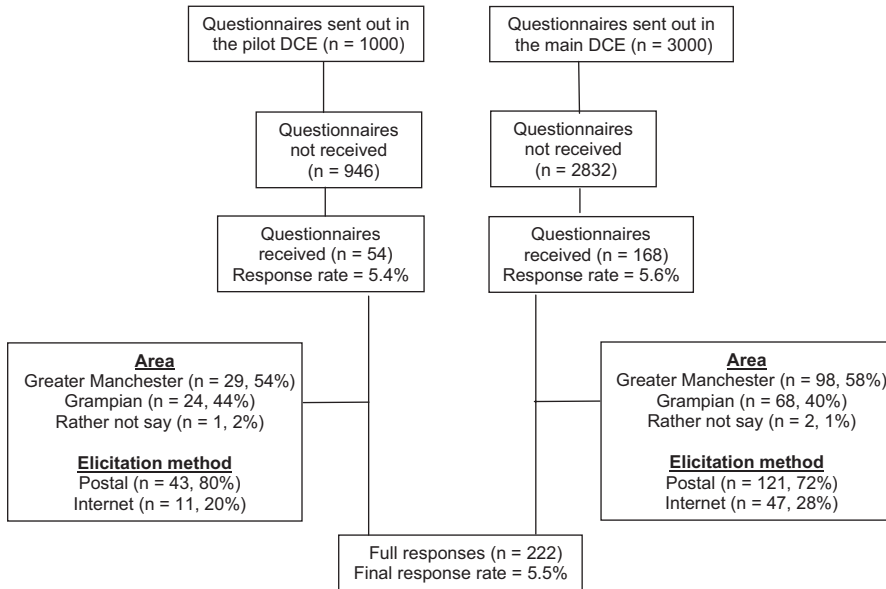 Questionnaires sent out in
the pilot DCE (n = 1000)
Questionnaires sent out in
the main DCE (n = 3000)
Questionnaires
not received
(n = 946)
Questionnaires
not received
(n = 2832)
Questionnaires
received (n = 54)
Response rate = 5.4%
Questionnaires
received (n = 168)
Response rate = 5.6%
Area
Greater Manchester (n = 29, 54%)
Grampian (n = 24, 44%)
Rather not say (n = 1, 2%)
Elicitation method
Postal (n = 43, 80%)
Internet (n = 11, 20%)
Area
Greater Manchester (n = 98, 58%)
Grampian (n = 68, 40%)
Rather not say (n = 2, 1%)
Elicitation method
Postal (n = 121, 72%)
Internet (n = 47, 28%)
Full responses (n = 222)
Final response rate = 5.5%